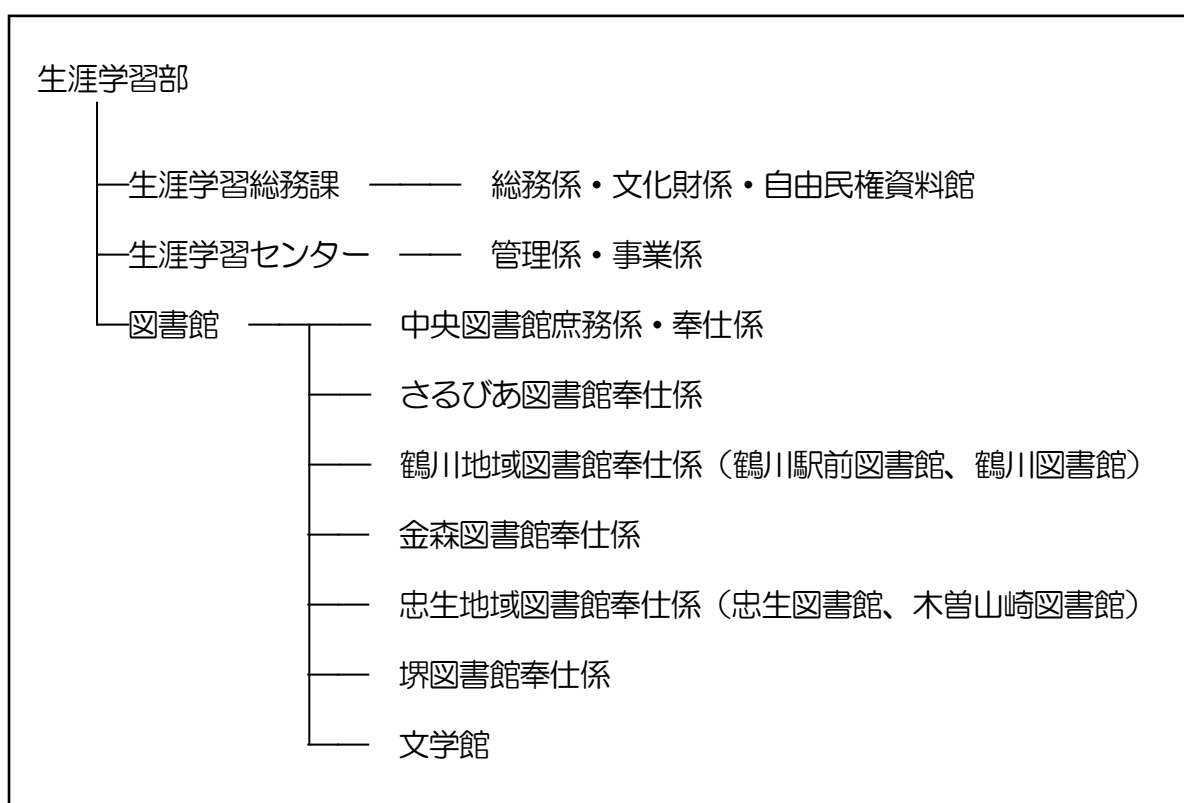 生涯学習部
生涯学習総務課 総務係・文化財係・自由民権資料館
生涯学習センター 管理係・事業係
図書館 中央図書館庶務係・奉仕係
さるびあ図書館奉仕係
鶴川地域図書館奉仕係（鶴川駅前図書館、鶴川図書館）
金森図書館奉仕係
忠生地域図書館奉仕係（忠生図書館、木曽山崎図書館）
堺図書館奉仕係
文学館